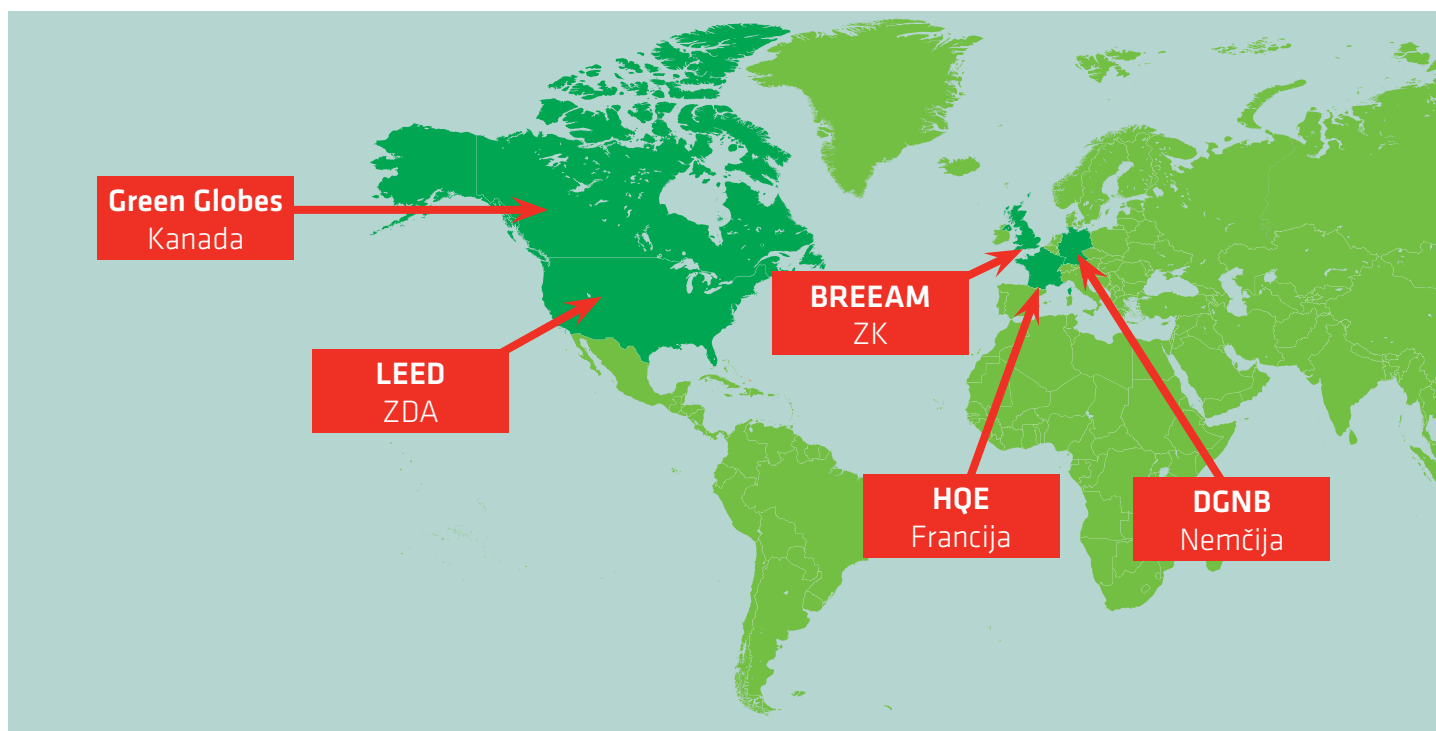 Green Globes
Kanada
BREEAM
ZK
LEED
ZDA
HQE
Francija
DGNB
Nemčija